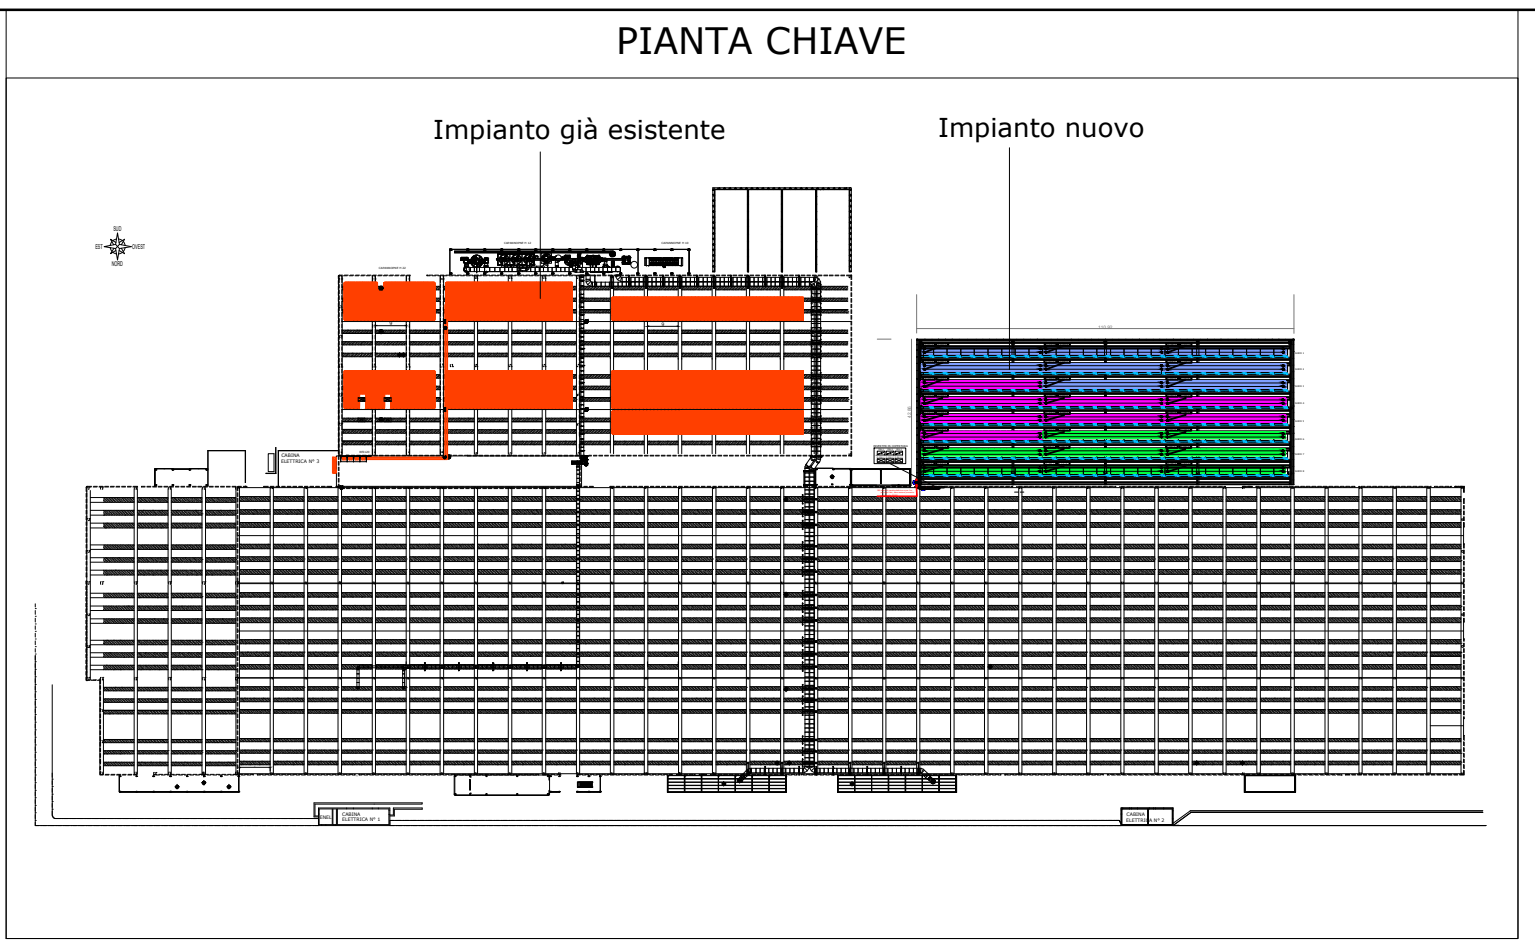 PIANTA CHIAVE
Impianto già esistente
Impianto nuovo
SUD
EST
OVEST
NORD
CABINA
ELETTRICA N° 3
ENEL
CABINA
ELETTRICA N° 1
CABINA
ELETTRICA N° 2